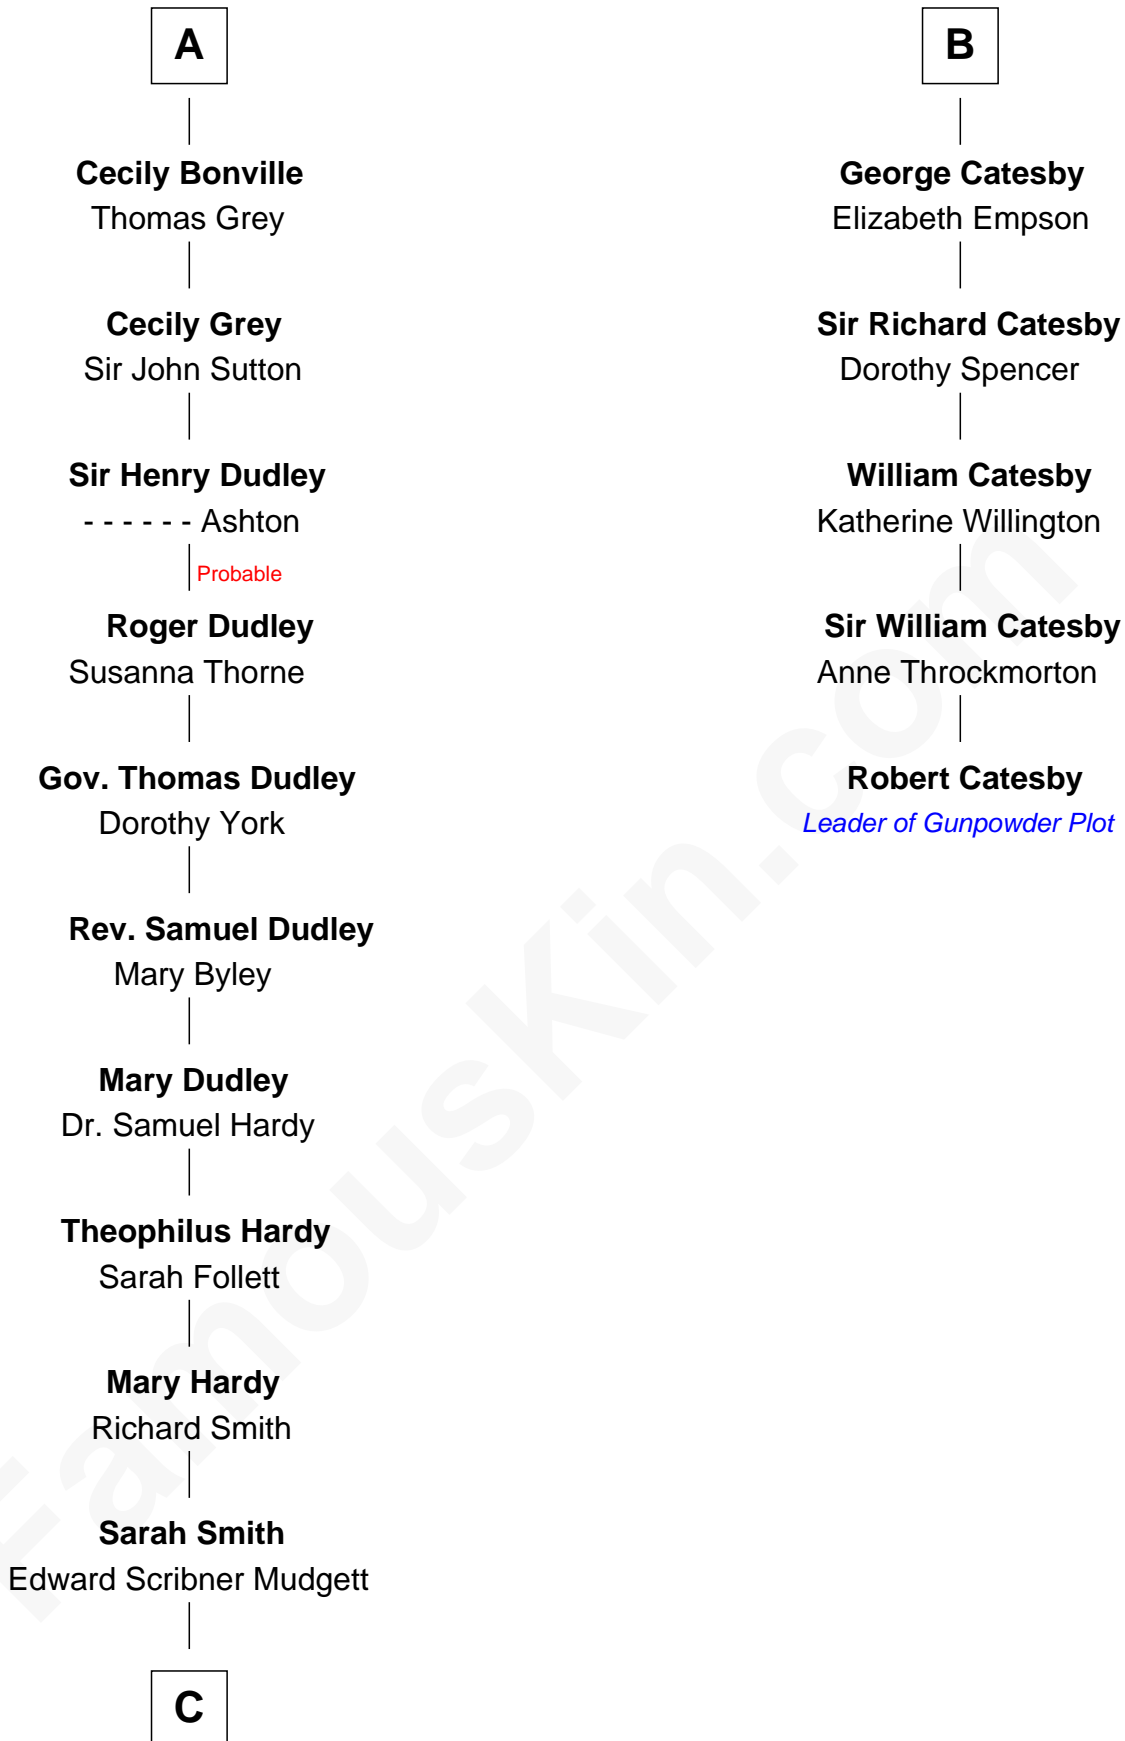 A
Cecily Bonville
Thomas Grey
Cecily Grey
Sir John Sutton
Sir Henry Dudley
- - - - - - Ashton
Probable
Roger Dudley
Susanna Thorne
Gov. Thomas Dudley
Dorothy York
Rev. Samuel Dudley
Mary Byley
Mary Dudley
Dr. Samuel Hardy
Theophilus Hardy
Sarah Follett
Mary Hardy
Richard Smith
Sarah Smith
Edward Scribner Mudgett
C
B
George Catesby
Elizabeth Empson
Sir Richard Catesby
Dorothy Spencer
William Catesby
Katherine Willington
Sir William Catesby
Anne Throckmorton
Robert Catesby
Leader of Gunpowder Plot
FamousKin.com